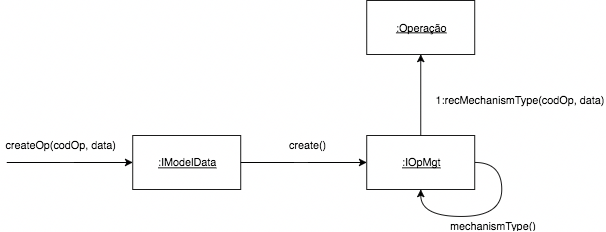 :Operação
1:recMechanismType(codOp, data)
createOp(codOp, data)
:IModelData
create()
:IOpMgt
mechanismType()